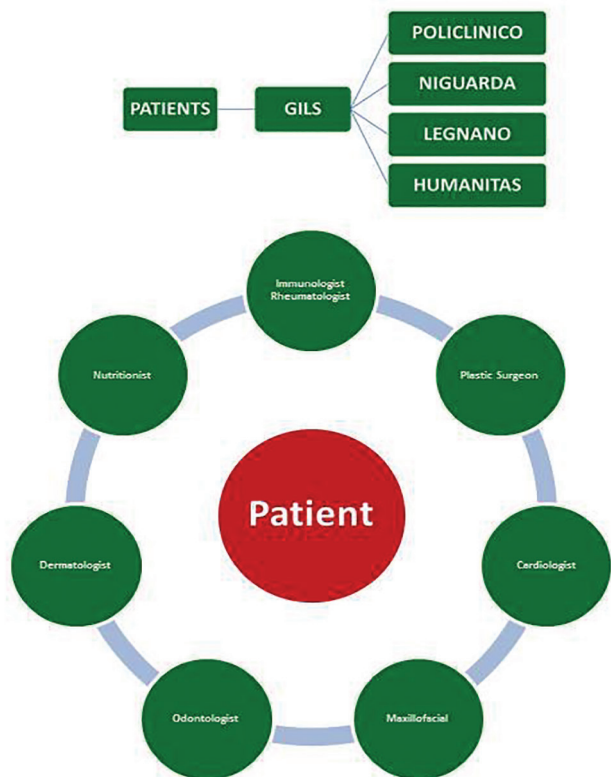 POLICLINICO
NIGUARDA
PATIENTS
GILS
LEGNANO
HUMANITAS
Immunologist
Rheumatologist
Nutritionist
Plastic Surgeon
Patient
Dermatologist
Cardiologist
Odontologist
Maxillofacial